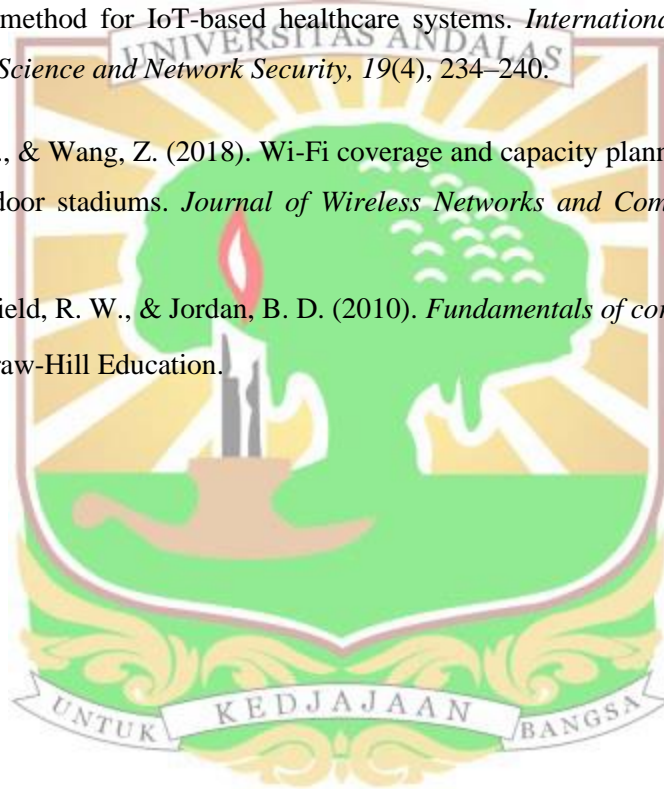 method for IoT-based healthcare systems. International
UNIVERSITAS ANDALAS
Science and Network Security, 19(4), 234–240.
., & Wang, Z. (2018). Wi-Fi coverage and capacity plann
door stadiums. Journal of Wireless Networks and Com
ield, R. W., & Jordan, B. D. (2010). Fundamentals of cor
raw-Hill Education.
UNTUK KEDJAJAAN BANGSA